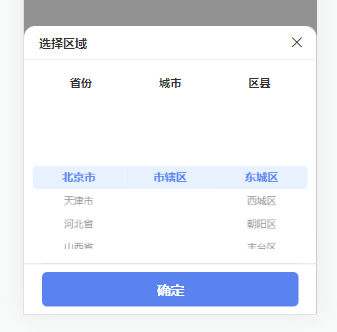 选择区域
省份 城市 区县
北京市 市辖区 东城区
天津市 西城区
河北省 朝阳区
山西省 丰台区
确定